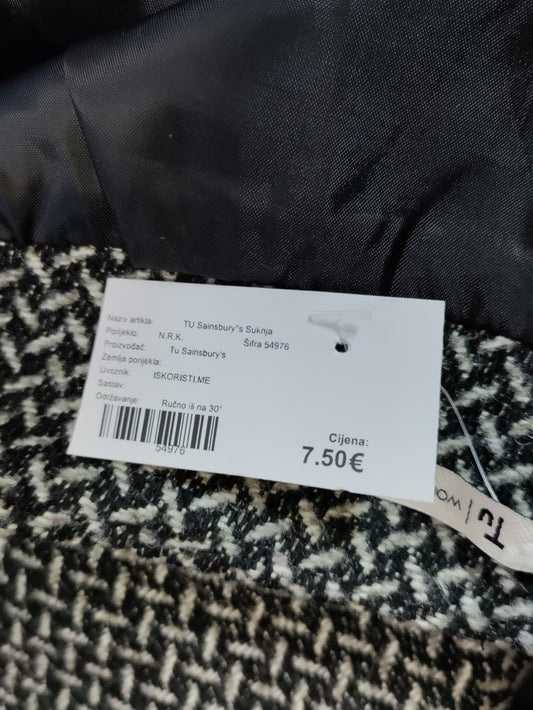 Naziv artikla: TU Sainsbury"s Suknja
Porijeklo: N.R.K. Šifra 54976
Proizvođač: Tu Sainsbury's
Zemlja porijekla:
Uvoznik: ISKORISTI.ME
Sastav:
Održavanje Ručno ili na 30°
54976
Cijena:
7.50€
Tu
WO